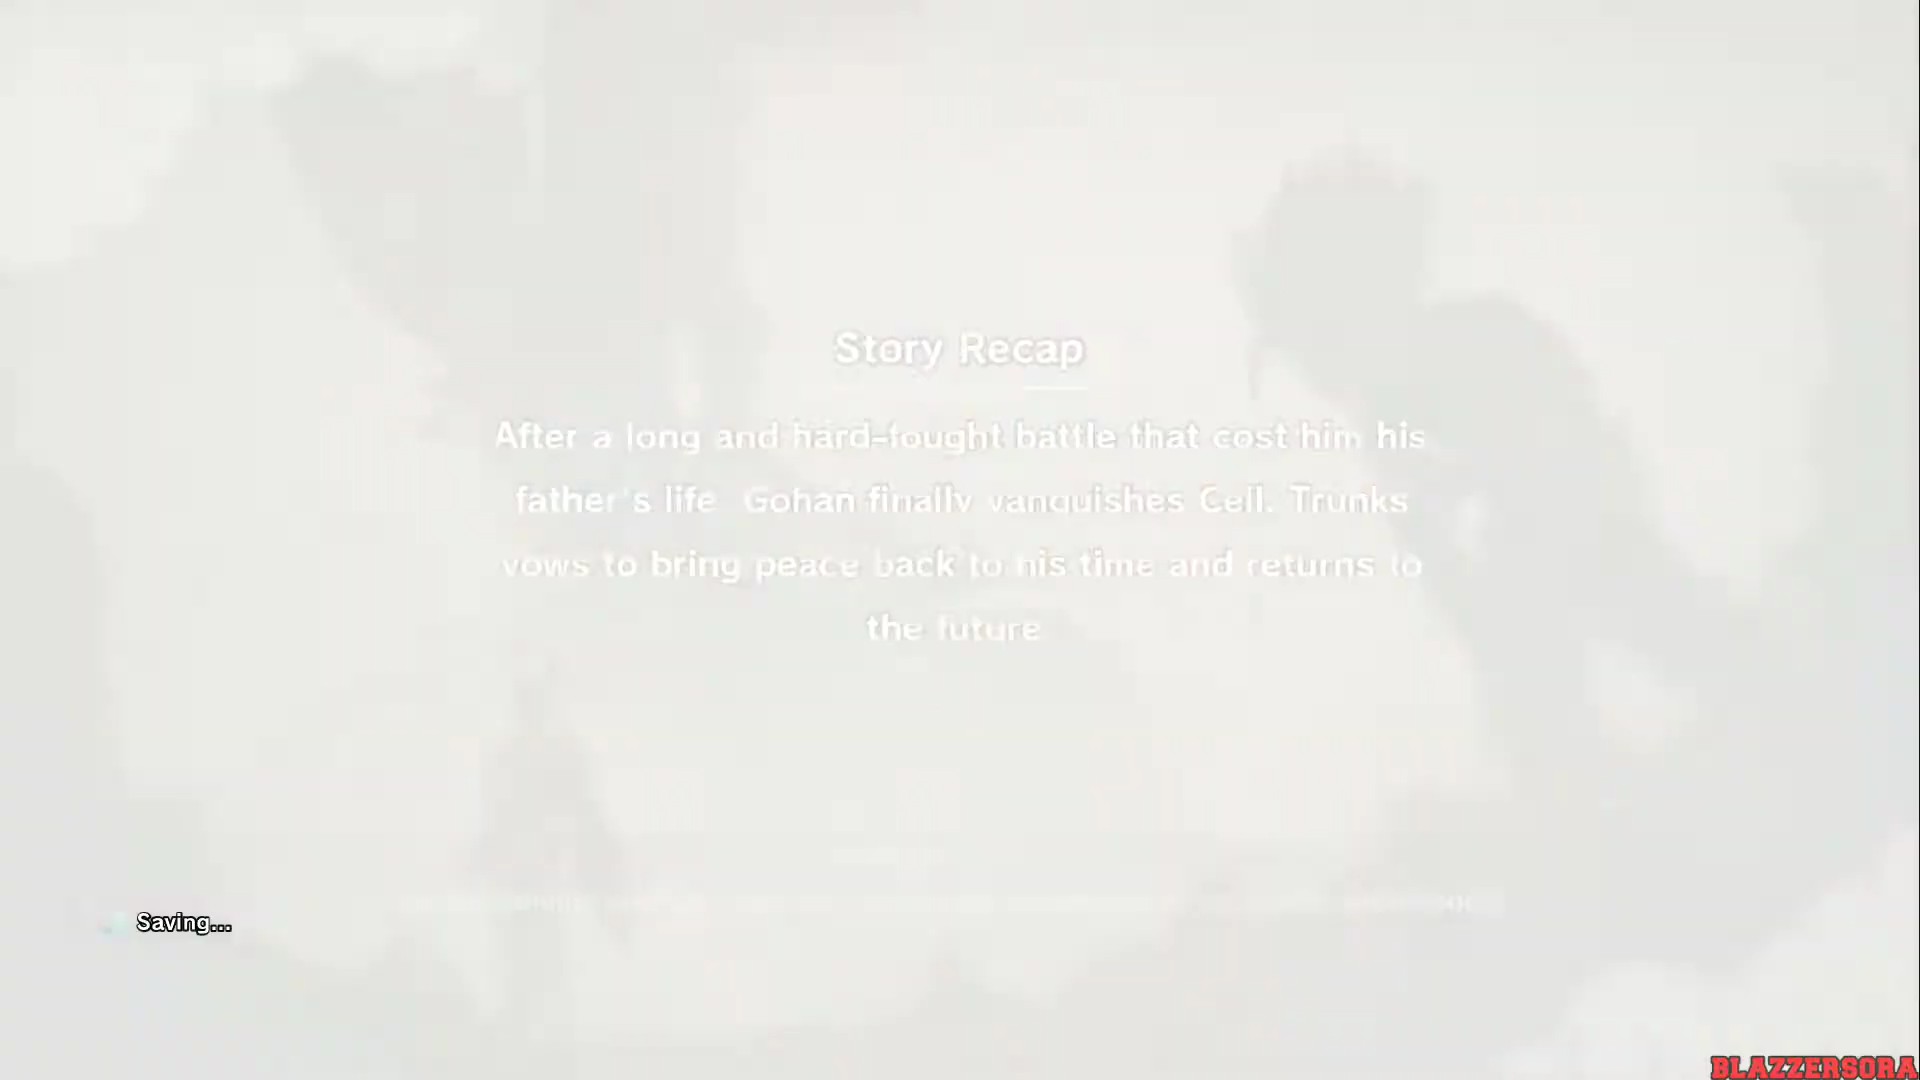 Story Recap
After a long and hard-fought battle that cost him his
father's life, Gohan finally vanquishes Cell. Trunks
vows to bring peace back to his time and returns to
the future.
Saving...
BLAZZERSORA